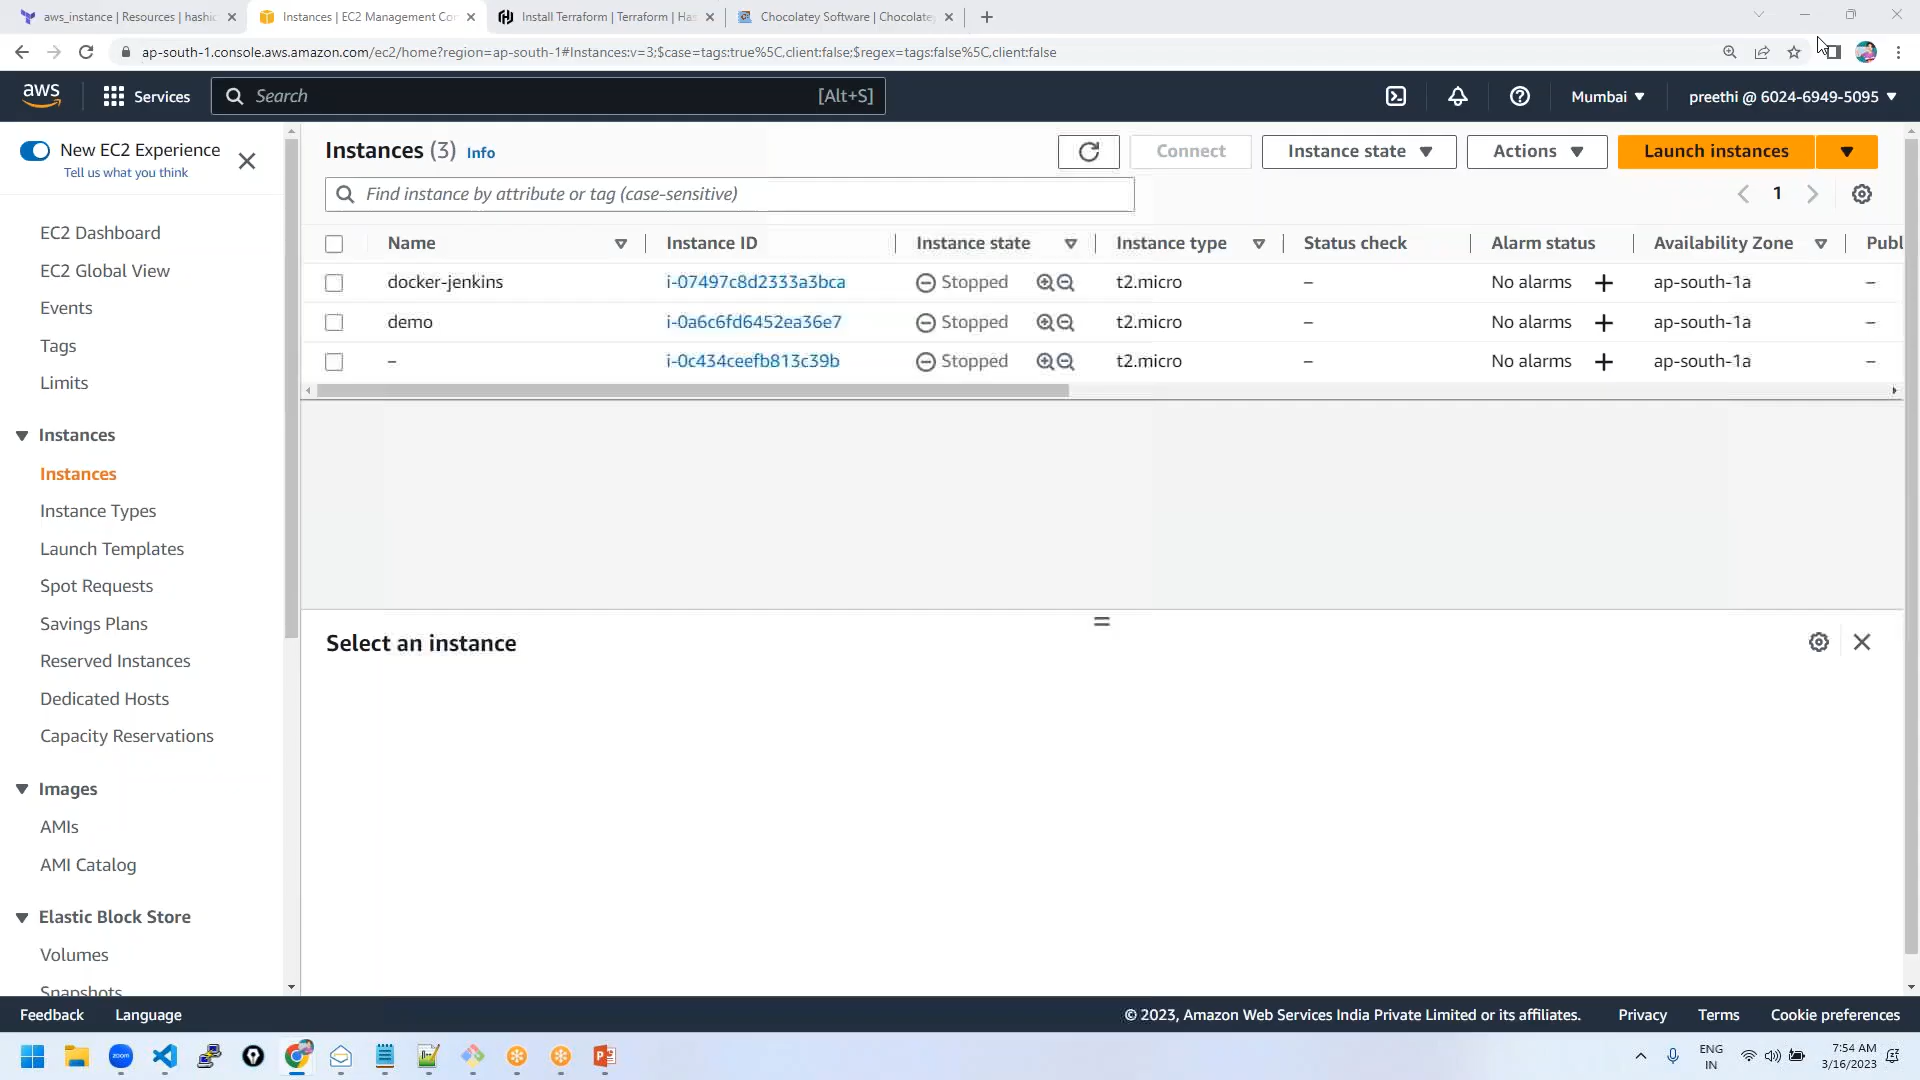 aws_instance | Resources | hashic
Instances | EC2 Management Con
Install Terraform | Terraform | Has
Chocolatey Software | Chocolatey
ap-south-1.console.aws.amazon.com/ec2/home?region=ap-south-1#Instances:v=3;$case=tags:true%5C,client:false;$regex=tags:false%5C,client:false
aws
Services
Search
[Alt+S]
Mumbai
preethi @ 6024-6949-5095
New EC2 Experience
Tell us what you think
EC2 Dashboard
EC2 Global View
Events
Tags
Limits
Instances
Instances
Instance Types
Launch Templates
Spot Requests
Savings Plans
Reserved Instances
Dedicated Hosts
Capacity Reservations
Images
AMIs
AMI Catalog
Elastic Block Store
Volumes
Snapshots
Instances (3) Info
Connect
Instance state
Actions
Launch instances
Find instance by attribute or tag (case-sensitive)
1
Name Instance ID Instance state Instance type Status check Alarm status Availability Zone Publ
docker-jenkins i-07497c8d2333a3bca Stopped t2.micro – No alarms ap-south-1a –
demo i-0a6c6fd6452ea36e7 Stopped t2.micro – No alarms ap-south-1a –
– i-0c434ceefb813c39b Stopped t2.micro – No alarms ap-south-1a –
Select an instance
Feedback Language © 2023, Amazon Web Services India Private Limited or its affiliates. Privacy Terms Cookie preferences
zoom
ENG
IN
7:54 AM
3/16/2023